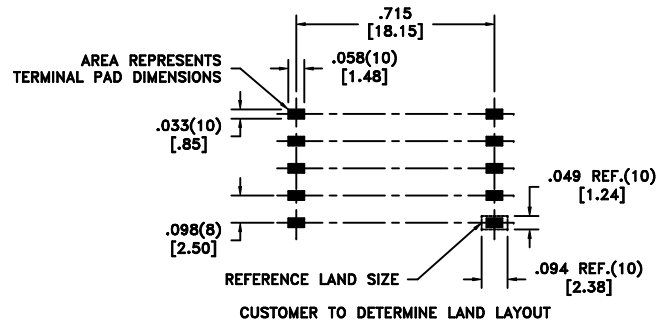 .715
[18.15]
AREA REPRESENTS
TERMINAL PAD DIMENSIONS
.058(10)
[1.48]
.033(10)
[.85]
.049 REF.(10)
[1.24]
.098(8)
[2.50]
REFERENCE LAND SIZE
.094 REF.(10)
[2.38]
CUSTOMER TO DETERMINE LAND LAYOUT